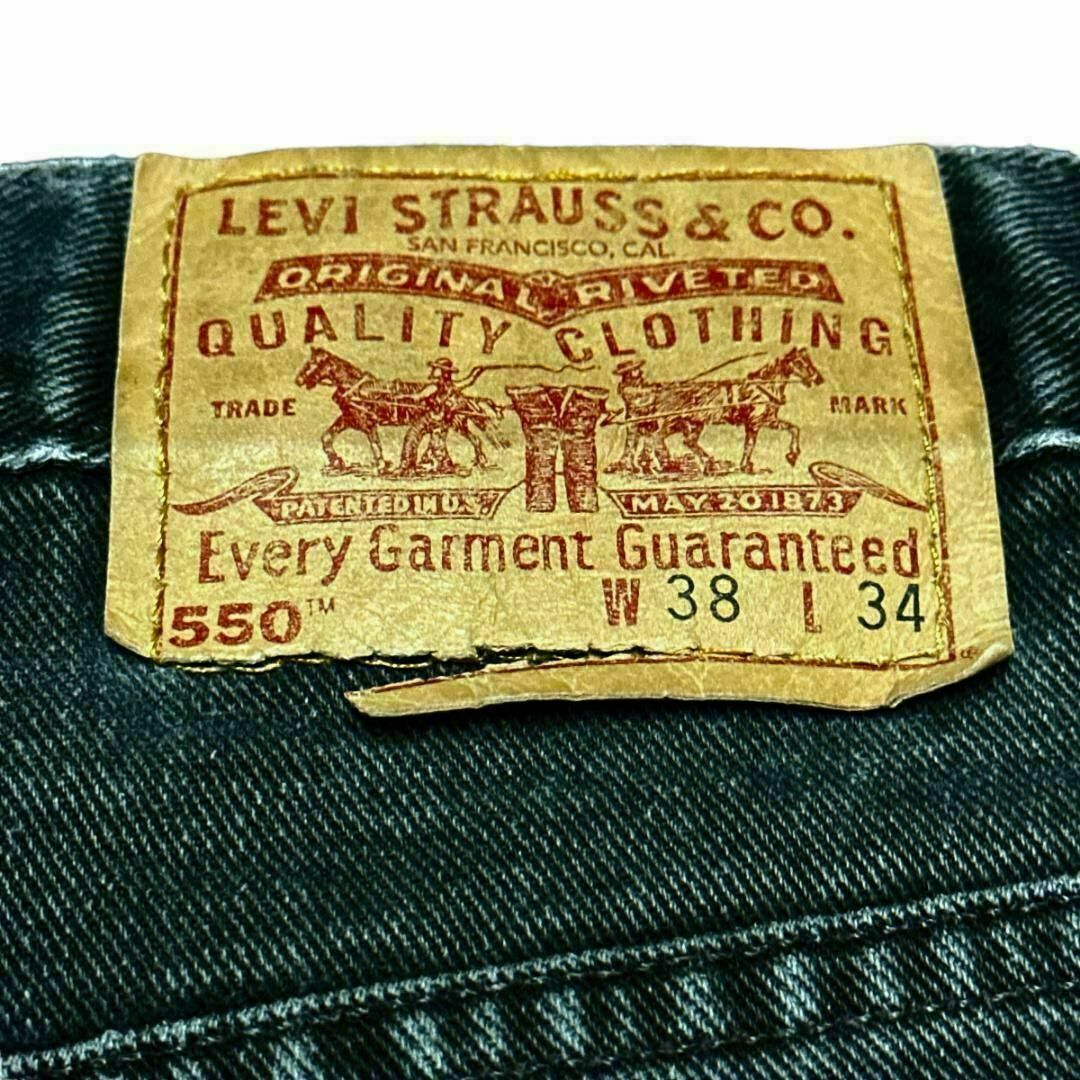 LEVI STRAUSS & CO.
SAN FRANCISCO, CAL.
ORIGINAL RIVETED
QUALITY CLOTHING
TRADE MARK
PATENTED IN U.S. MAY 20 1873
Every Garment Guaranteed
550™ W 38 L 34